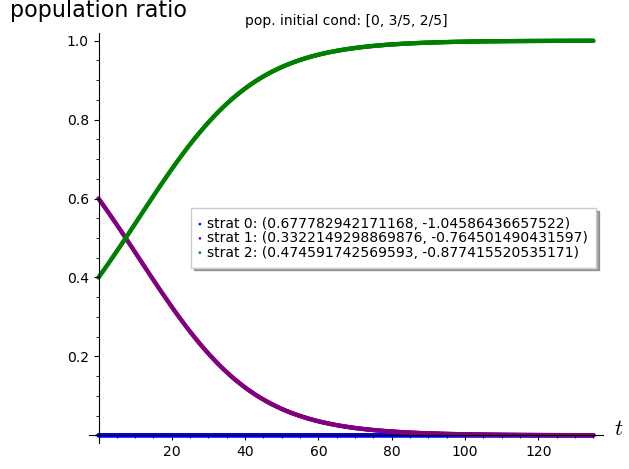 population ratio
pop. initial cond: [0, 3/5, 2/5]
1.0
0.8
0.6
strat 0: (0.677782942171168, -1.04586436657522)
strat 1: (0.3322149298869876, -0.764501490431597)
strat 2: (0.474591742569593, -0.877415520535171)
0.4
0.2
t
20 40 60 80 100 120